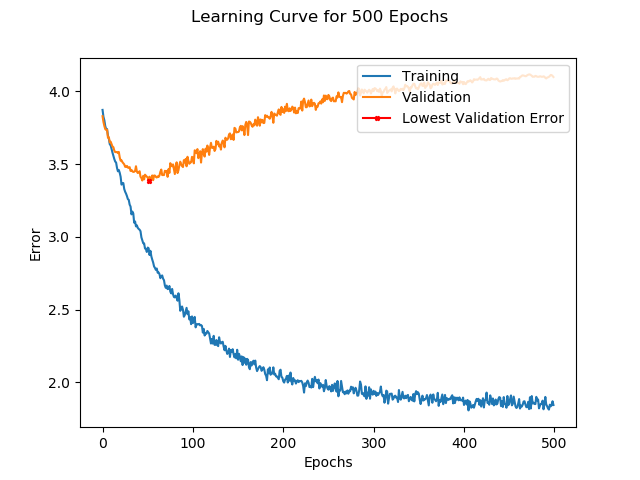 Learning Curve for 500 Epochs
Training
Validation
Lowest Validation Error
4.0
3.5
3.0
2.5
2.0
Error
0 100 200 300 400 500
Epochs